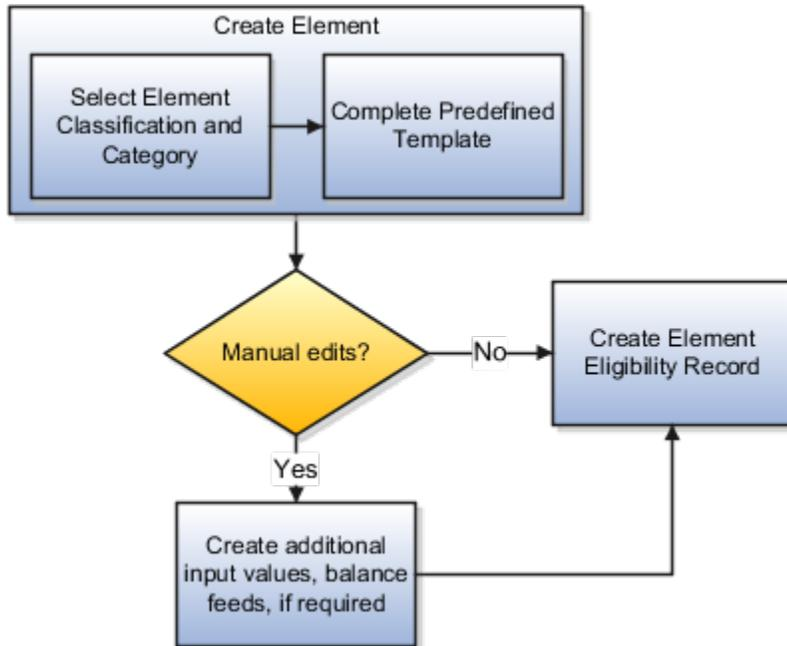 Create Element
Select Element
Classification and
Category
Complete Predefined
Template
Manual edits?
No
Create Element
Eligibility Record
Yes
Create additional
input values, balance
feeds, if required